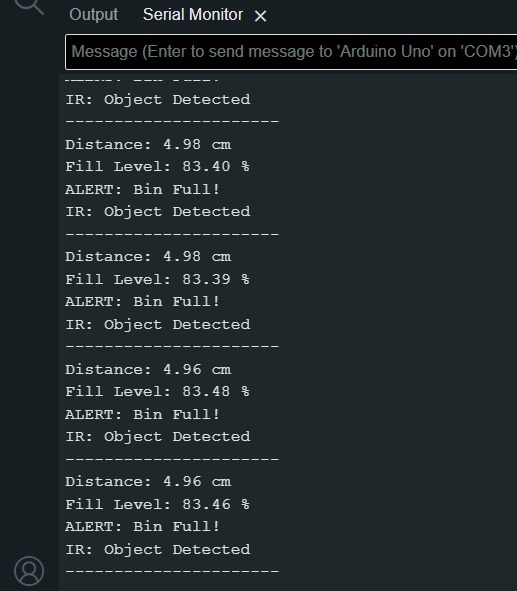 Output Serial Monitor ×
Message (Enter to send message to 'Arduino Uno' on 'COM3')
ALERT: Bin Full!
IR: Object Detected
----------------------
Distance: 4.98 cm
Fill Level: 83.40 %
ALERT: Bin Full!
IR: Object Detected
----------------------
Distance: 4.98 cm
Fill Level: 83.39 %
ALERT: Bin Full!
IR: Object Detected
----------------------
Distance: 4.96 cm
Fill Level: 83.48 %
ALERT: Bin Full!
IR: Object Detected
----------------------
Distance: 4.96 cm
Fill Level: 83.46 %
ALERT: Bin Full!
IR: Object Detected
----------------------